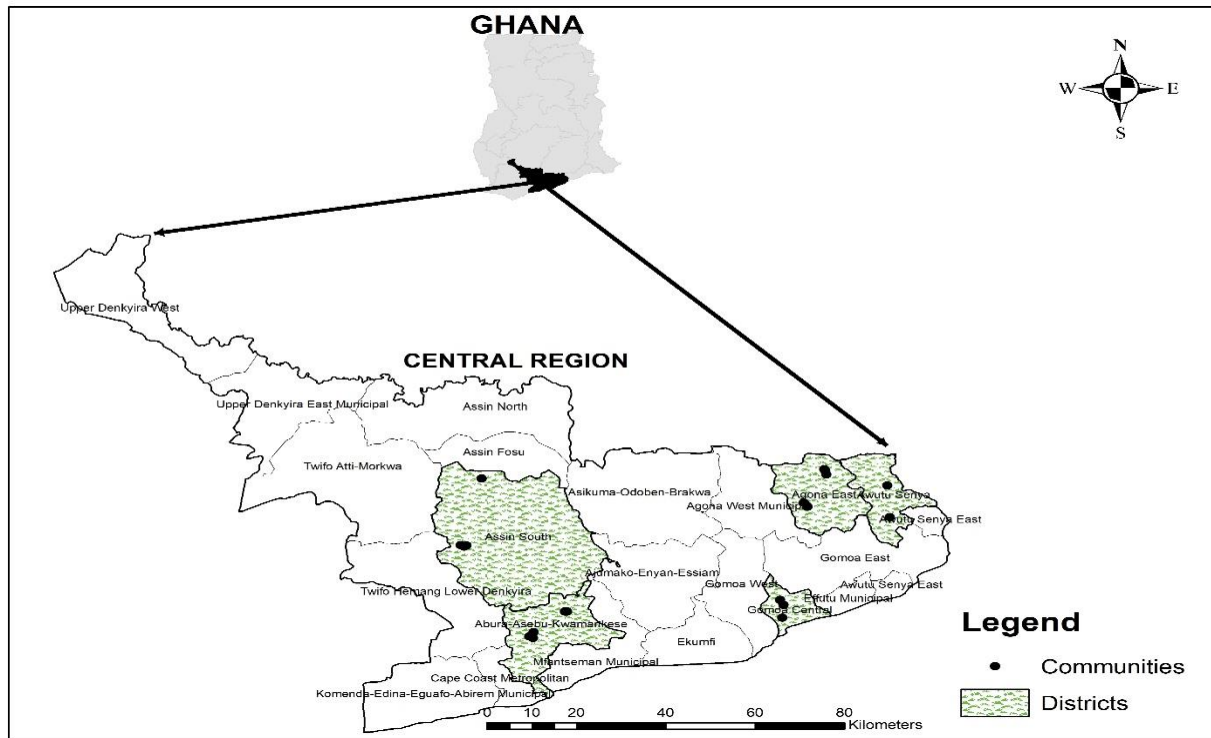 GHANA
N
W E
S
Upper Denkyira West
CENTRAL REGION
Upper Denkyira East Municipal
Assin North
Assin Fosu
Twifo Atti-Morkwa
Asikuma-Odoben-Brakwa
Agona East
Awutu Senya
Agona West Municipal
Awutu Senya East
Assin South
Gomoa East
Ajumako-Enyan-Essiam
Gomoa West
Awutu Senya East
Twifo Hemang Lower Denkyira
Effutu Municipal
Gomoa Central
Abura-Asebu-Kwamankese
Ekumfi
Mfantseman Municipal
Cape Coast Metropolitan
Komenda-Edina-Eguafo-Abirem Municipal
Legend
Communities
Districts
0 10 20 40 60 80
Kilometers